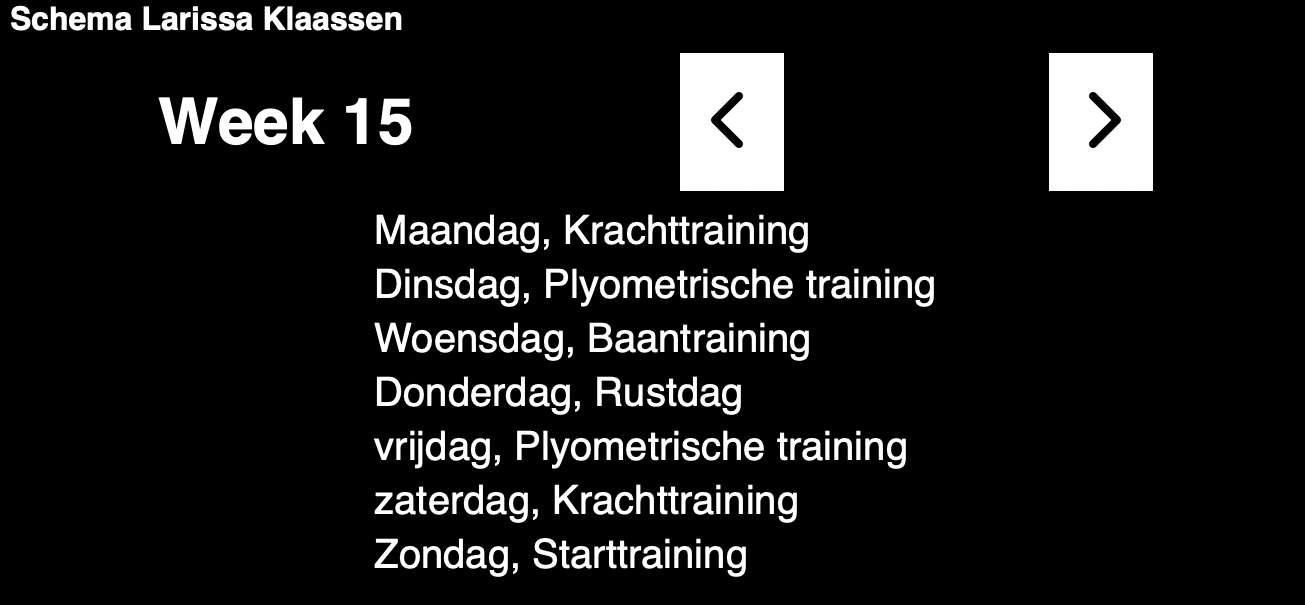 Schema Larissa Klaassen
Week 15
Maandag, Krachttraining
Dinsdag, Plyometrische training
Woensdag, Baantraining
Donderdag, Rustdag
vrijdag, Plyometrische training
zaterdag, Krachttraining
Zondag, Starttraining